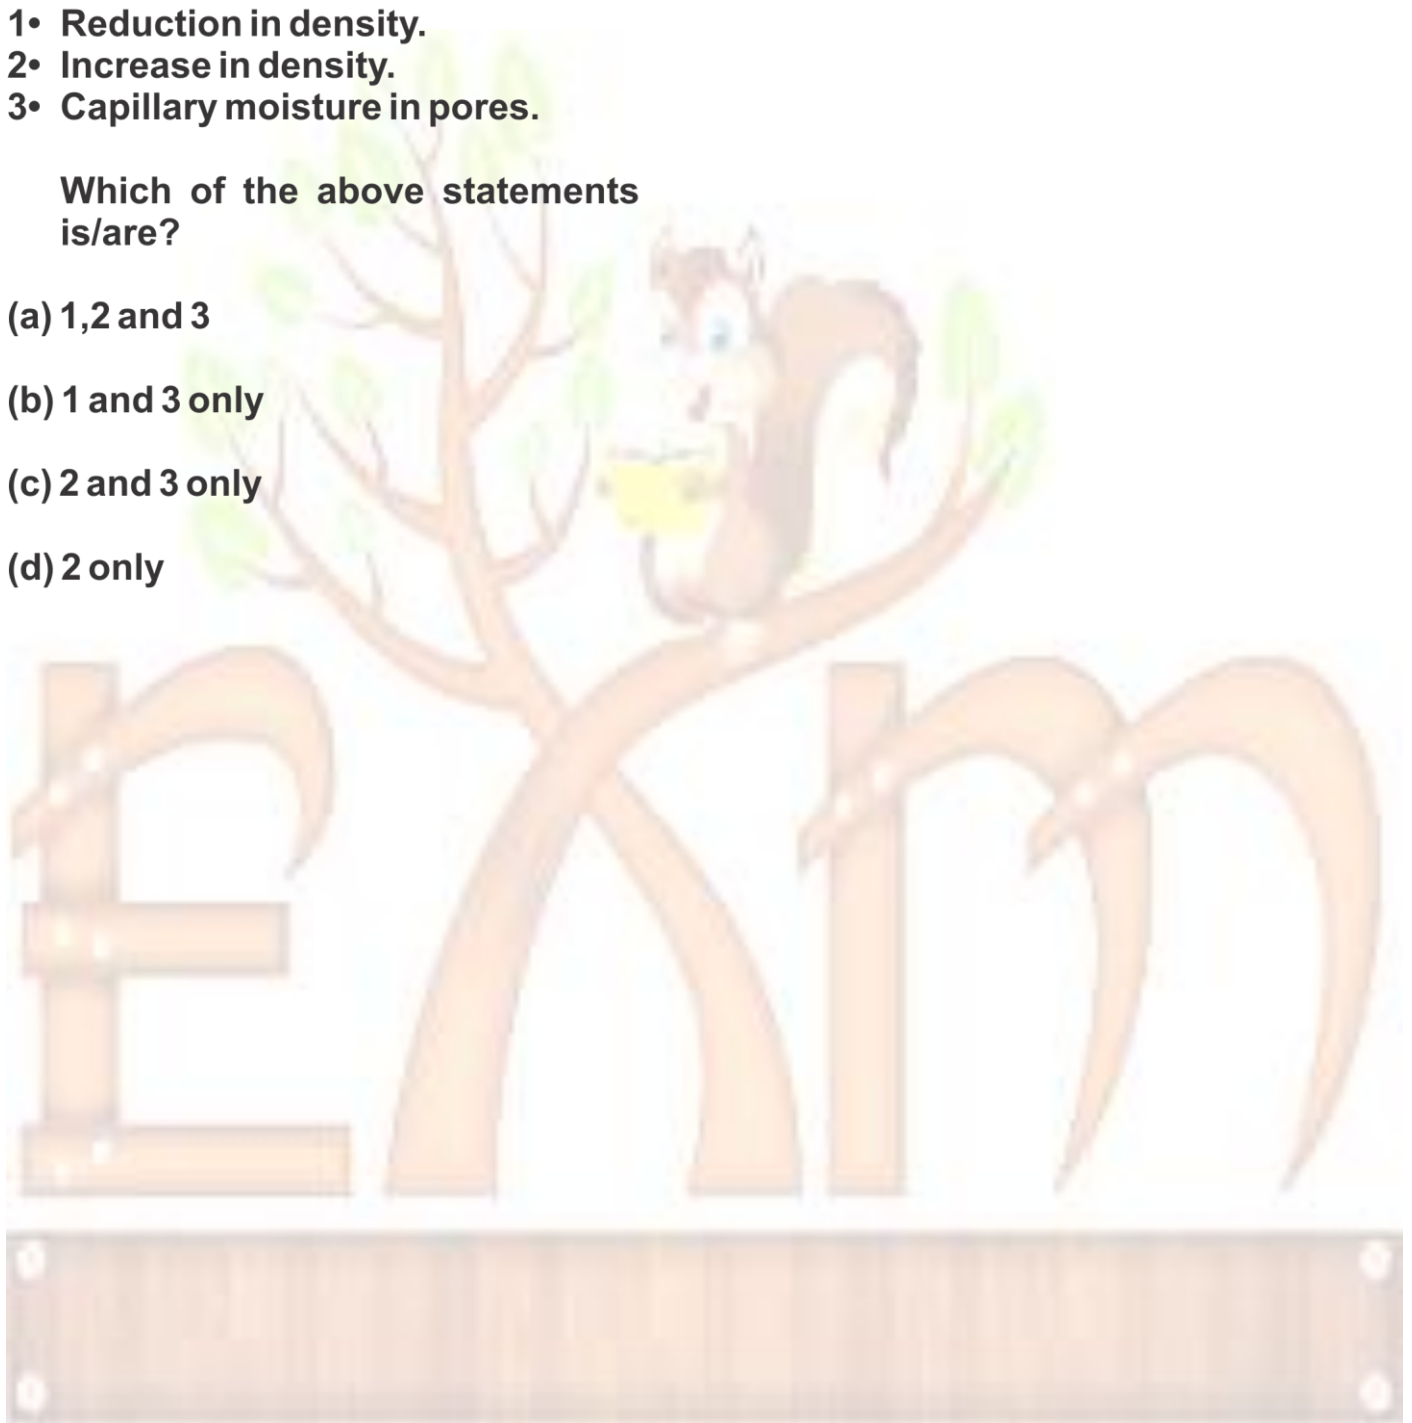 1• Reduction in density.
2• Increase in density.
3• Capillary moisture in pores.
Which of the above statements
is/are?
(a) 1,2 and 3
(b) 1 and 3 only
(c) 2 and 3 only
(d) 2 only
Exam